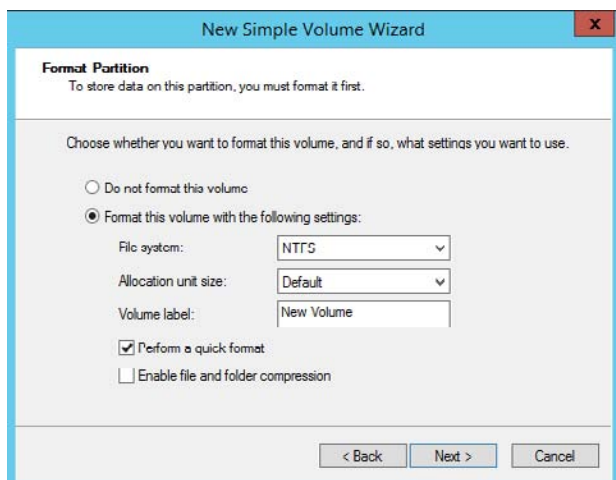 New Simple Volume Wizard
x
Format Partition
To store data on this partition, you must format it first.
Choose whether you want to format this volume, and if so, what settings you want to use.
Do not format this volume
Format this volume with the following settings:
File system: NTFS
Allocation unit size: Default
Volume label: New Volume
Perform a quick format
Enable file and folder compression
< Back Next > Cancel